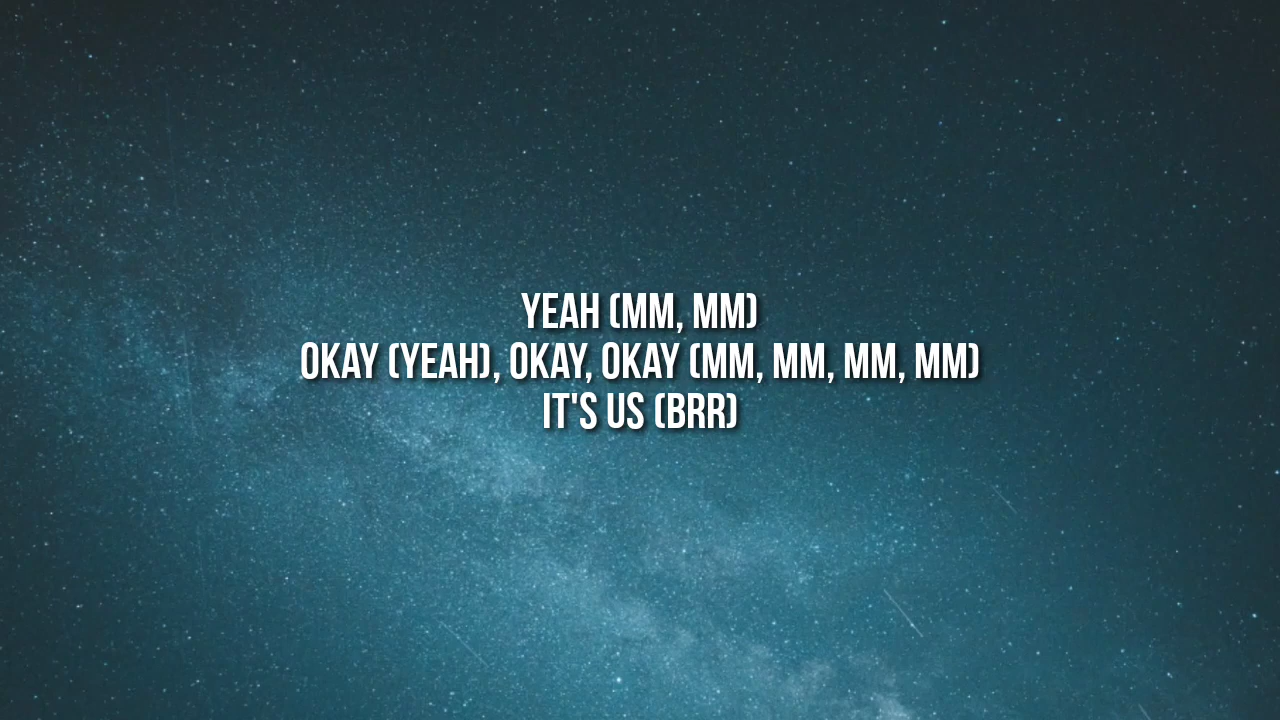 YEAH (MM, MM)
OKAY (YEAH), OKAY, OKAY (MM, MM, MM, MM)
IT'S US (BRR)